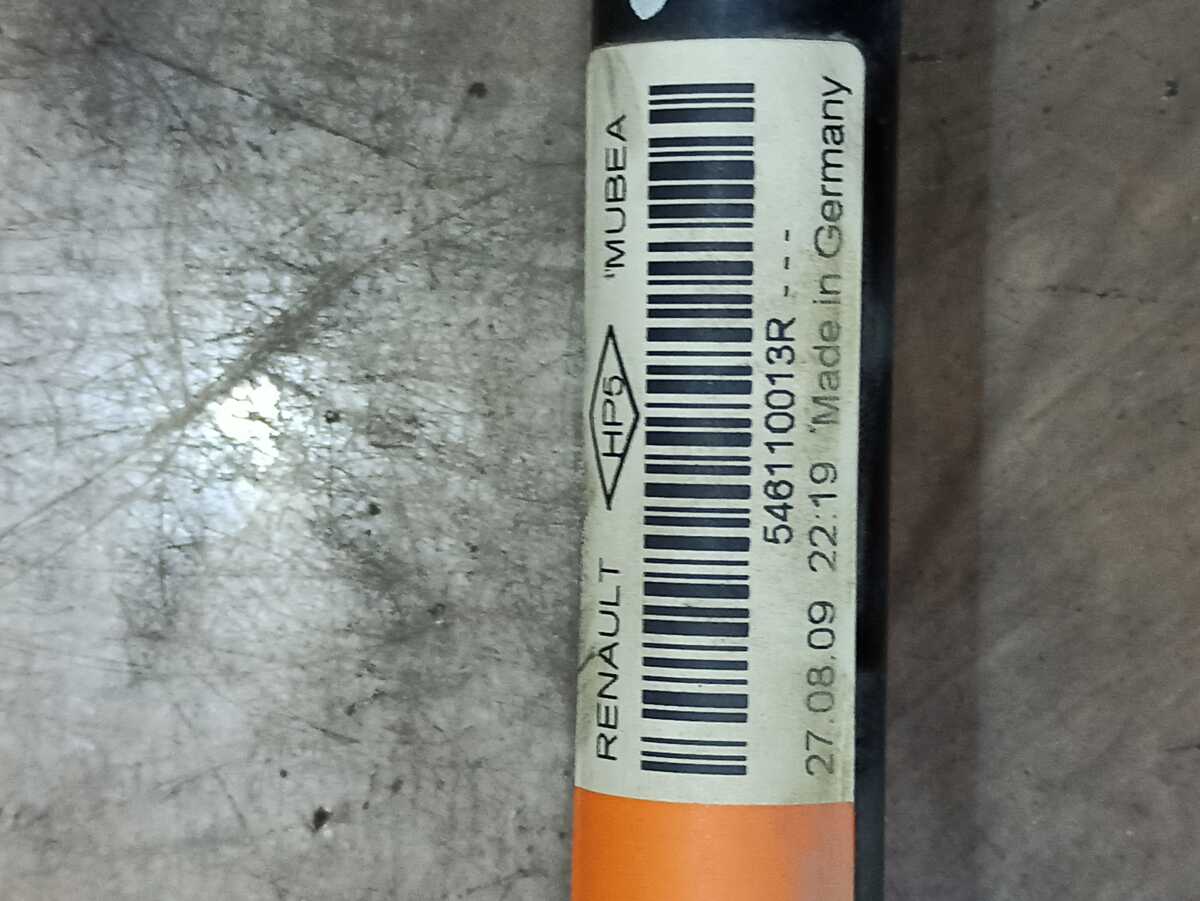 RENAULT HP5 "MUBEA
546110013R - - -
27.08.09 22:19 "Made in Germany